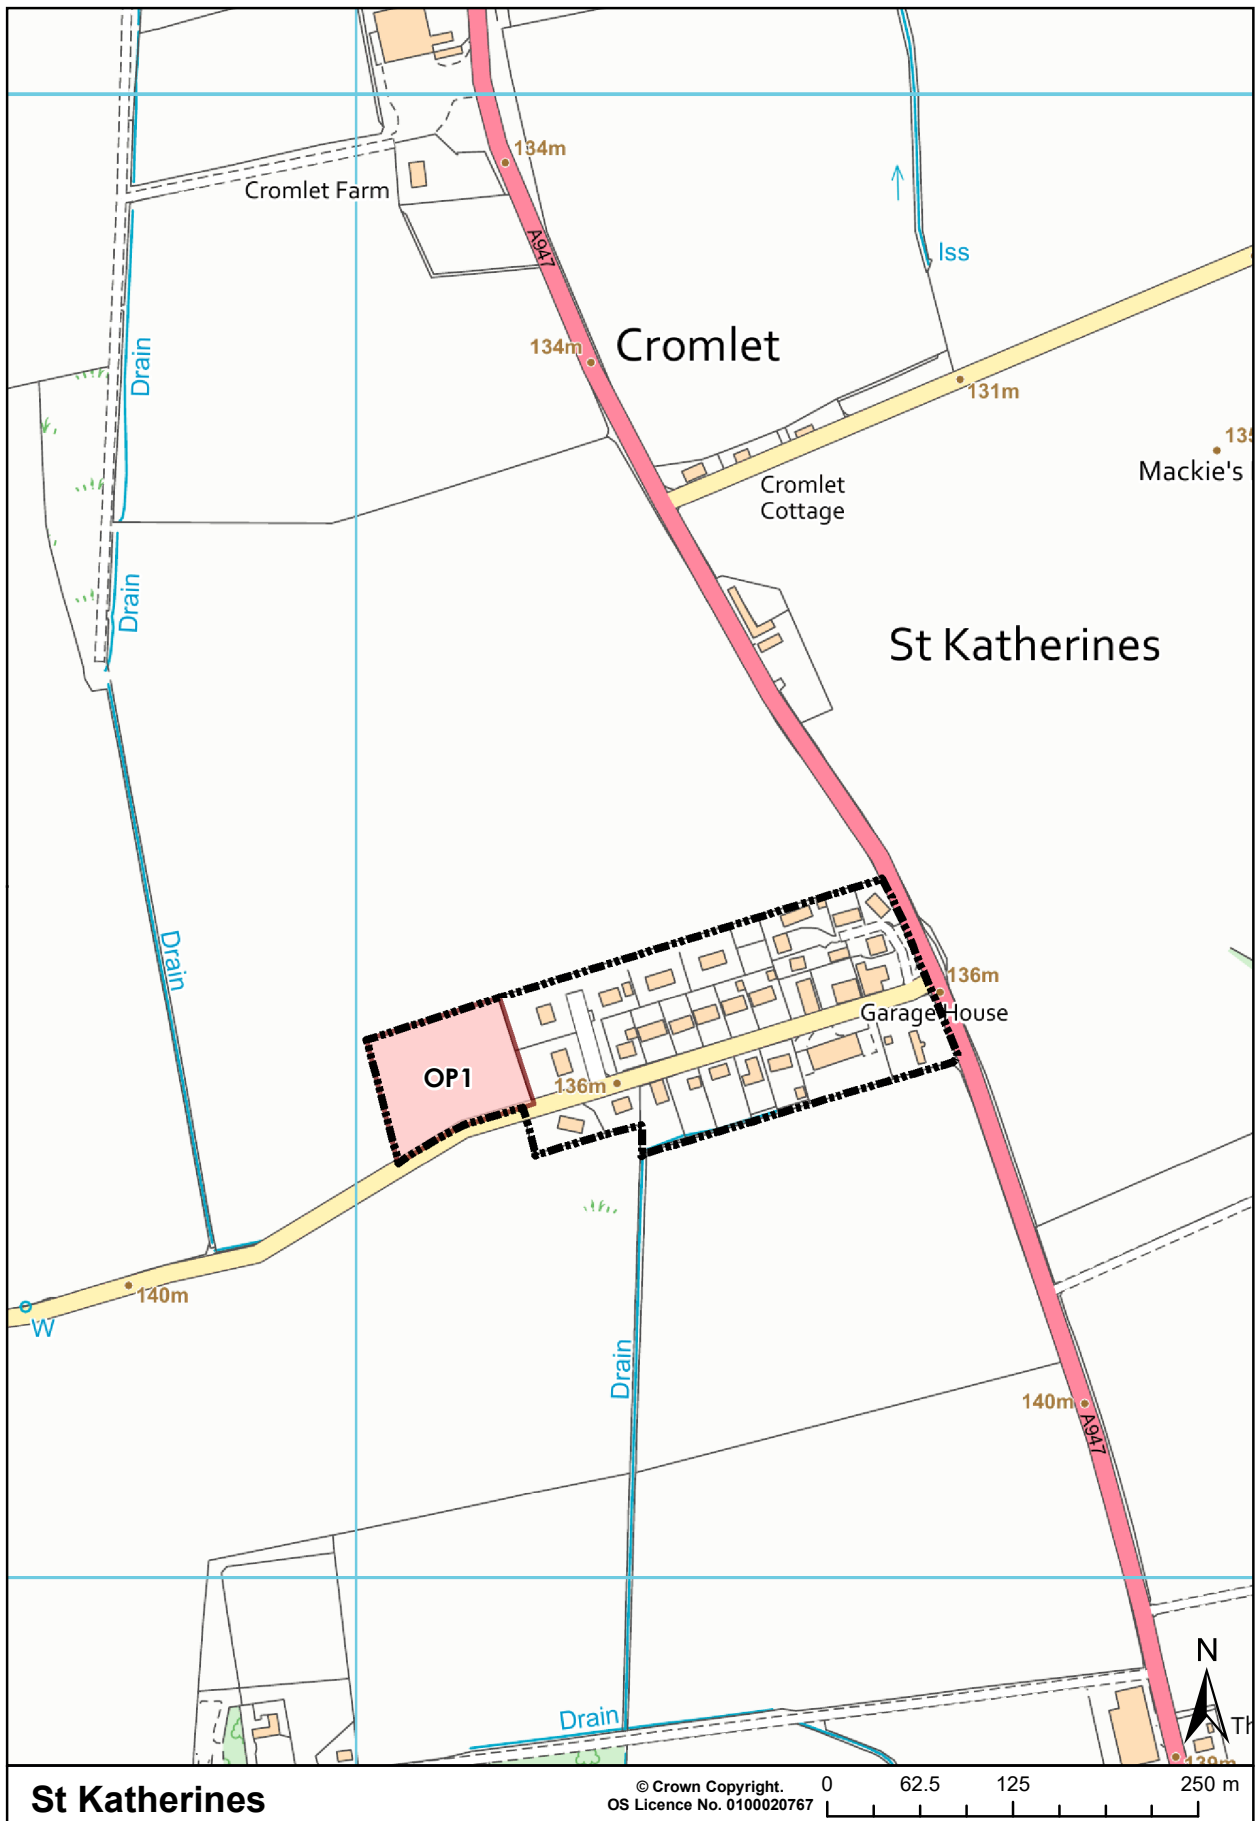 134m
Cromlet Farm
A947
Iss
Drain
134m
Cromlet
131m
Mackie's
Cromlet
Cottage
Drain
St Katherines
Drain
136m
Garage House
OP1
136m
140m
W
Drain
140m
A947
N
Drain
139m
St Katherines
© Crown Copyright.
OS Licence No. 0100020767
0 62.5 125 250 m